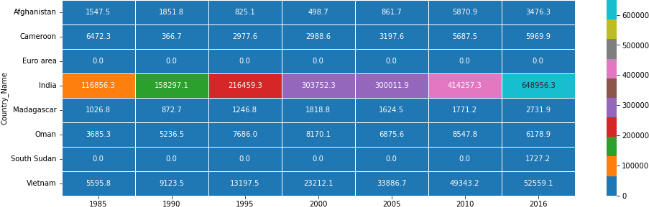 Country_Name
Afghanistan 1547.5 1851.8 825.1 498.7 861.7 5870.9 3476.3
Cameroon 6472.3 366.7 2977.6 2988.6 3197.6 5687.5 5969.9
Euro area 0.0 0.0 0.0 0.0 0.0 0.0 0.0
India 116856.3 158297.1 216459.3 303752.3 300011.9 414257.3 648956.3
Madagascar 1026.8 872.7 1246.8 1818.8 1624.5 1771.2 2731.9
Oman 3685.3 5236.5 7686.0 8170.1 6875.6 8547.8 6178.9
South Sudan 0.0 0.0 0.0 0.0 0.0 0.0 1727.2
Vietnam 5595.8 9123.5 13197.5 23212.1 33886.7 49343.2 52559.1
1985 1990 1995 2000 2005 2010 2016
600000
500000
400000
300000
200000
100000
0